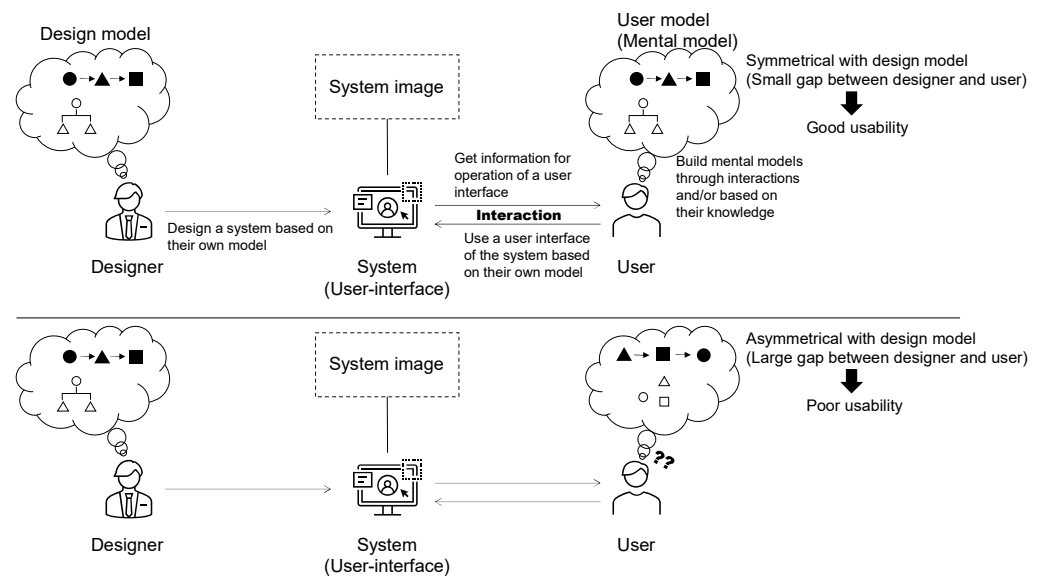 Design model
User model
(Mental model)
System image
Symmetrical with design model
(Small gap between designer and user)
Good usability
Get information for
operation of a user
interface
Build mental models
through interactions
and/or based on
their knowledge
Interaction
Design a system based on
their own model
Use a user interface
of the system based
on their own model
Designer
System
(User-interface)
User
System image
Asymmetrical with design model
(Large gap between designer and user)
Poor usability
??
Designer
System
(User-interface)
User